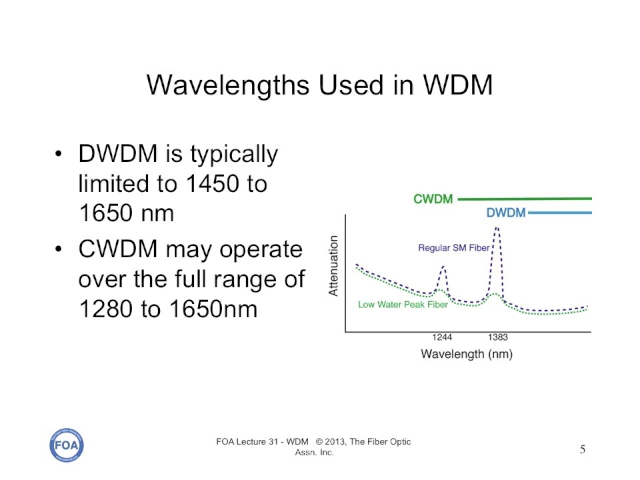 Wavelengths Used in WDM
• DWDM is typically
limited to 1450 to
1650 nm
• CWDM may operate
over the full range of
1280 to 1650nm
CWDM
DWDM
Regular SM Fiber
Attenuation
Low Water Peak Fiber
1244 1383
Wavelength (nm)
FOA
FOA Lecture 31 - WDM © 2013, The Fiber Optic
Assn. Inc.
5